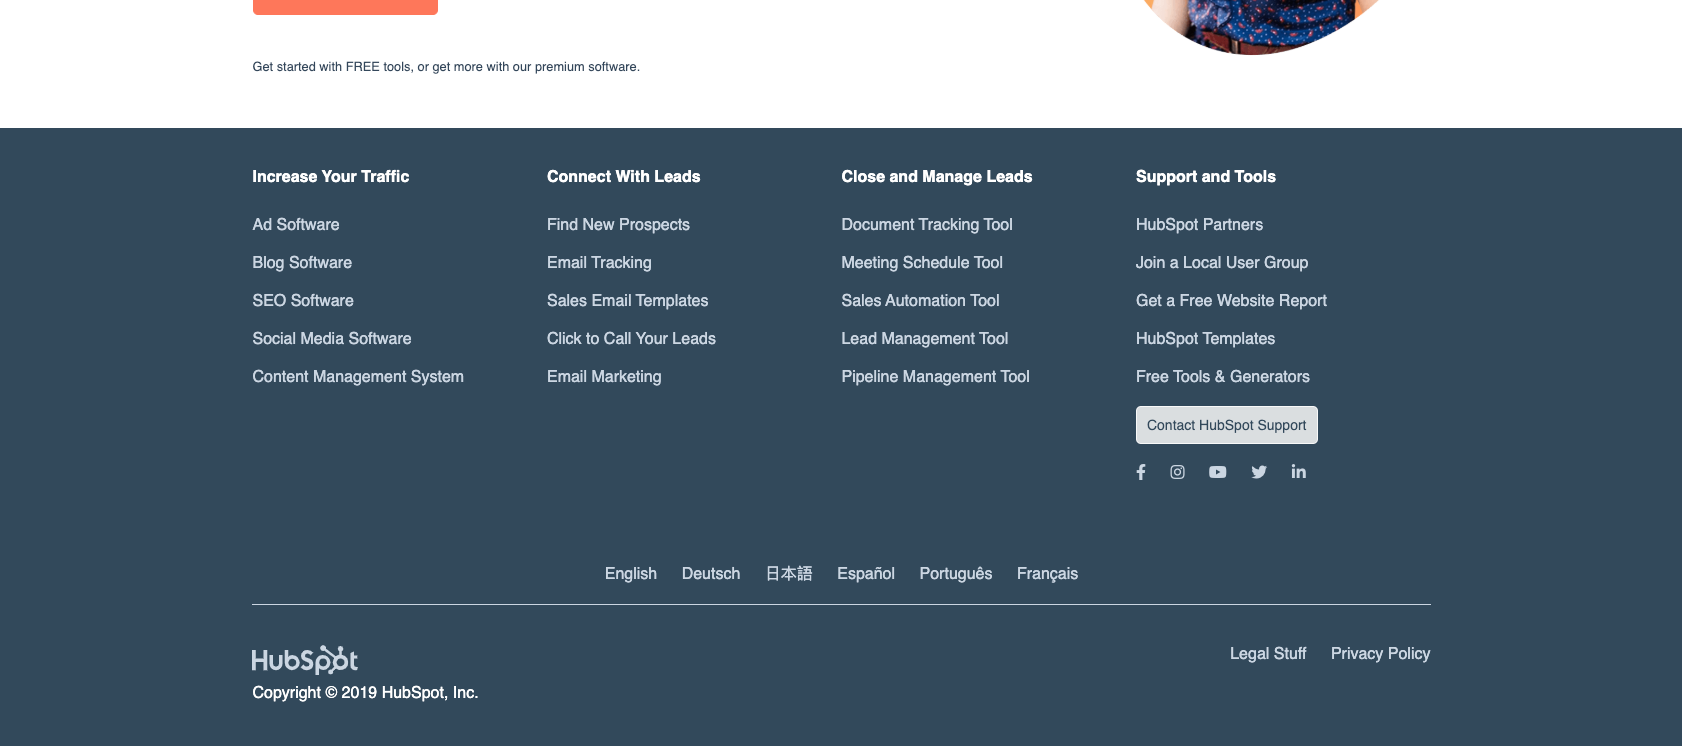 Get started with FREE tools, or get more with our premium software.
Increase Your Traffic
Ad Software
Blog Software
SEO Software
Social Media Software
Content Management System
Connect With Leads
Find New Prospects
Email Tracking
Sales Email Templates
Click to Call Your Leads
Email Marketing
Close and Manage Leads
Document Tracking Tool
Meeting Schedule Tool
Sales Automation Tool
Lead Management Tool
Pipeline Management Tool
Support and Tools
HubSpot Partners
Join a Local User Group
Get a Free Website Report
HubSpot Templates
Free Tools & Generators
Contact HubSpot Support
English Deutsch 日本語 Español Português Français
HubSpot
Copyright © 2019 HubSpot, Inc.
Legal Stuff Privacy Policy